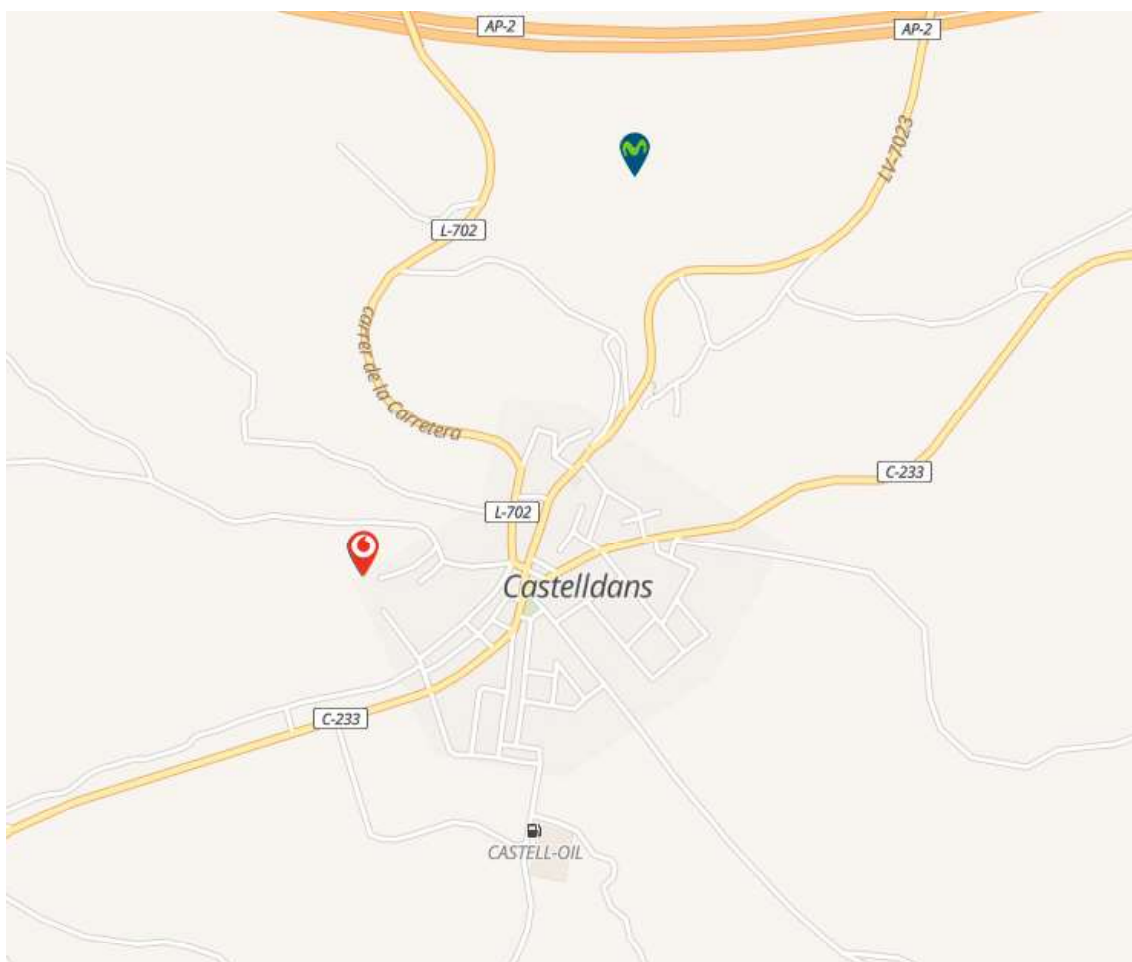 AP-2
AP-2
LV-7023
L-702
carrer de la Carretera
C-233
L-702
Castelldans
C-233
CASTELL-OIL